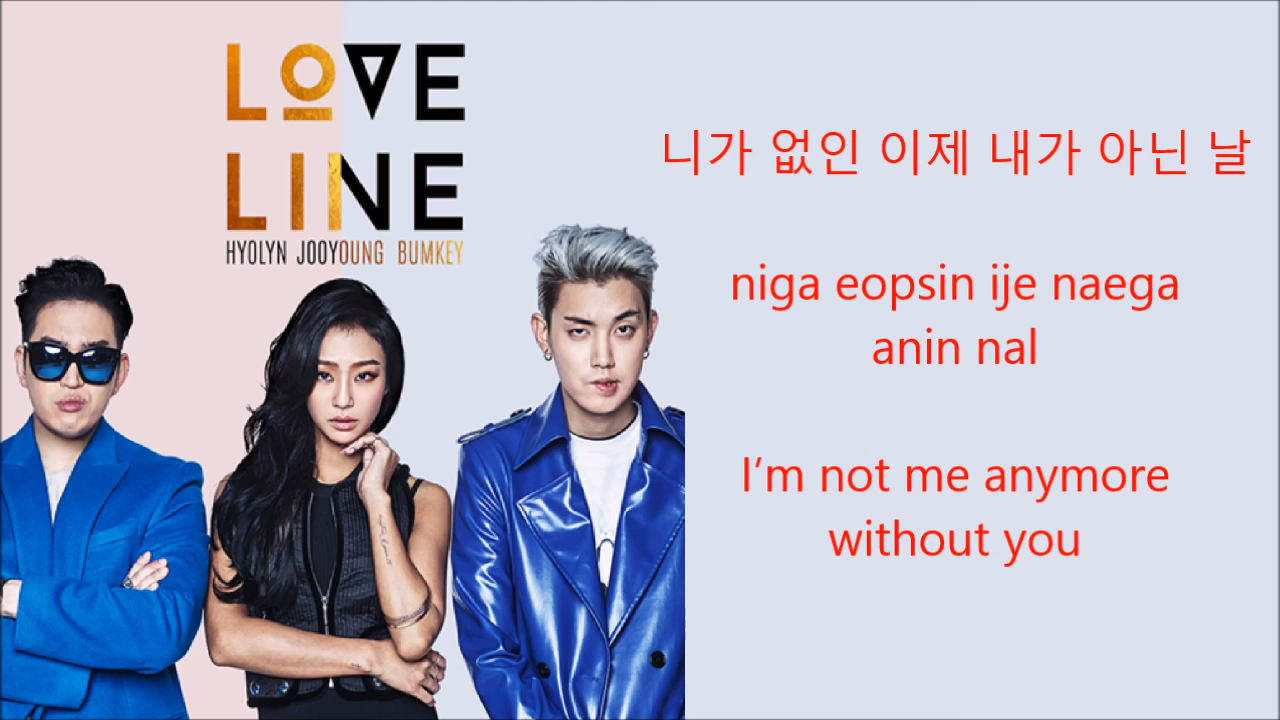 LOVE
LINE
HYOLYN JOOYOUNG BUMKEY
니가 없인 이제 내가 아닌 날
niga eopsin ije naega
anin nal
I’m not me anymore
without you